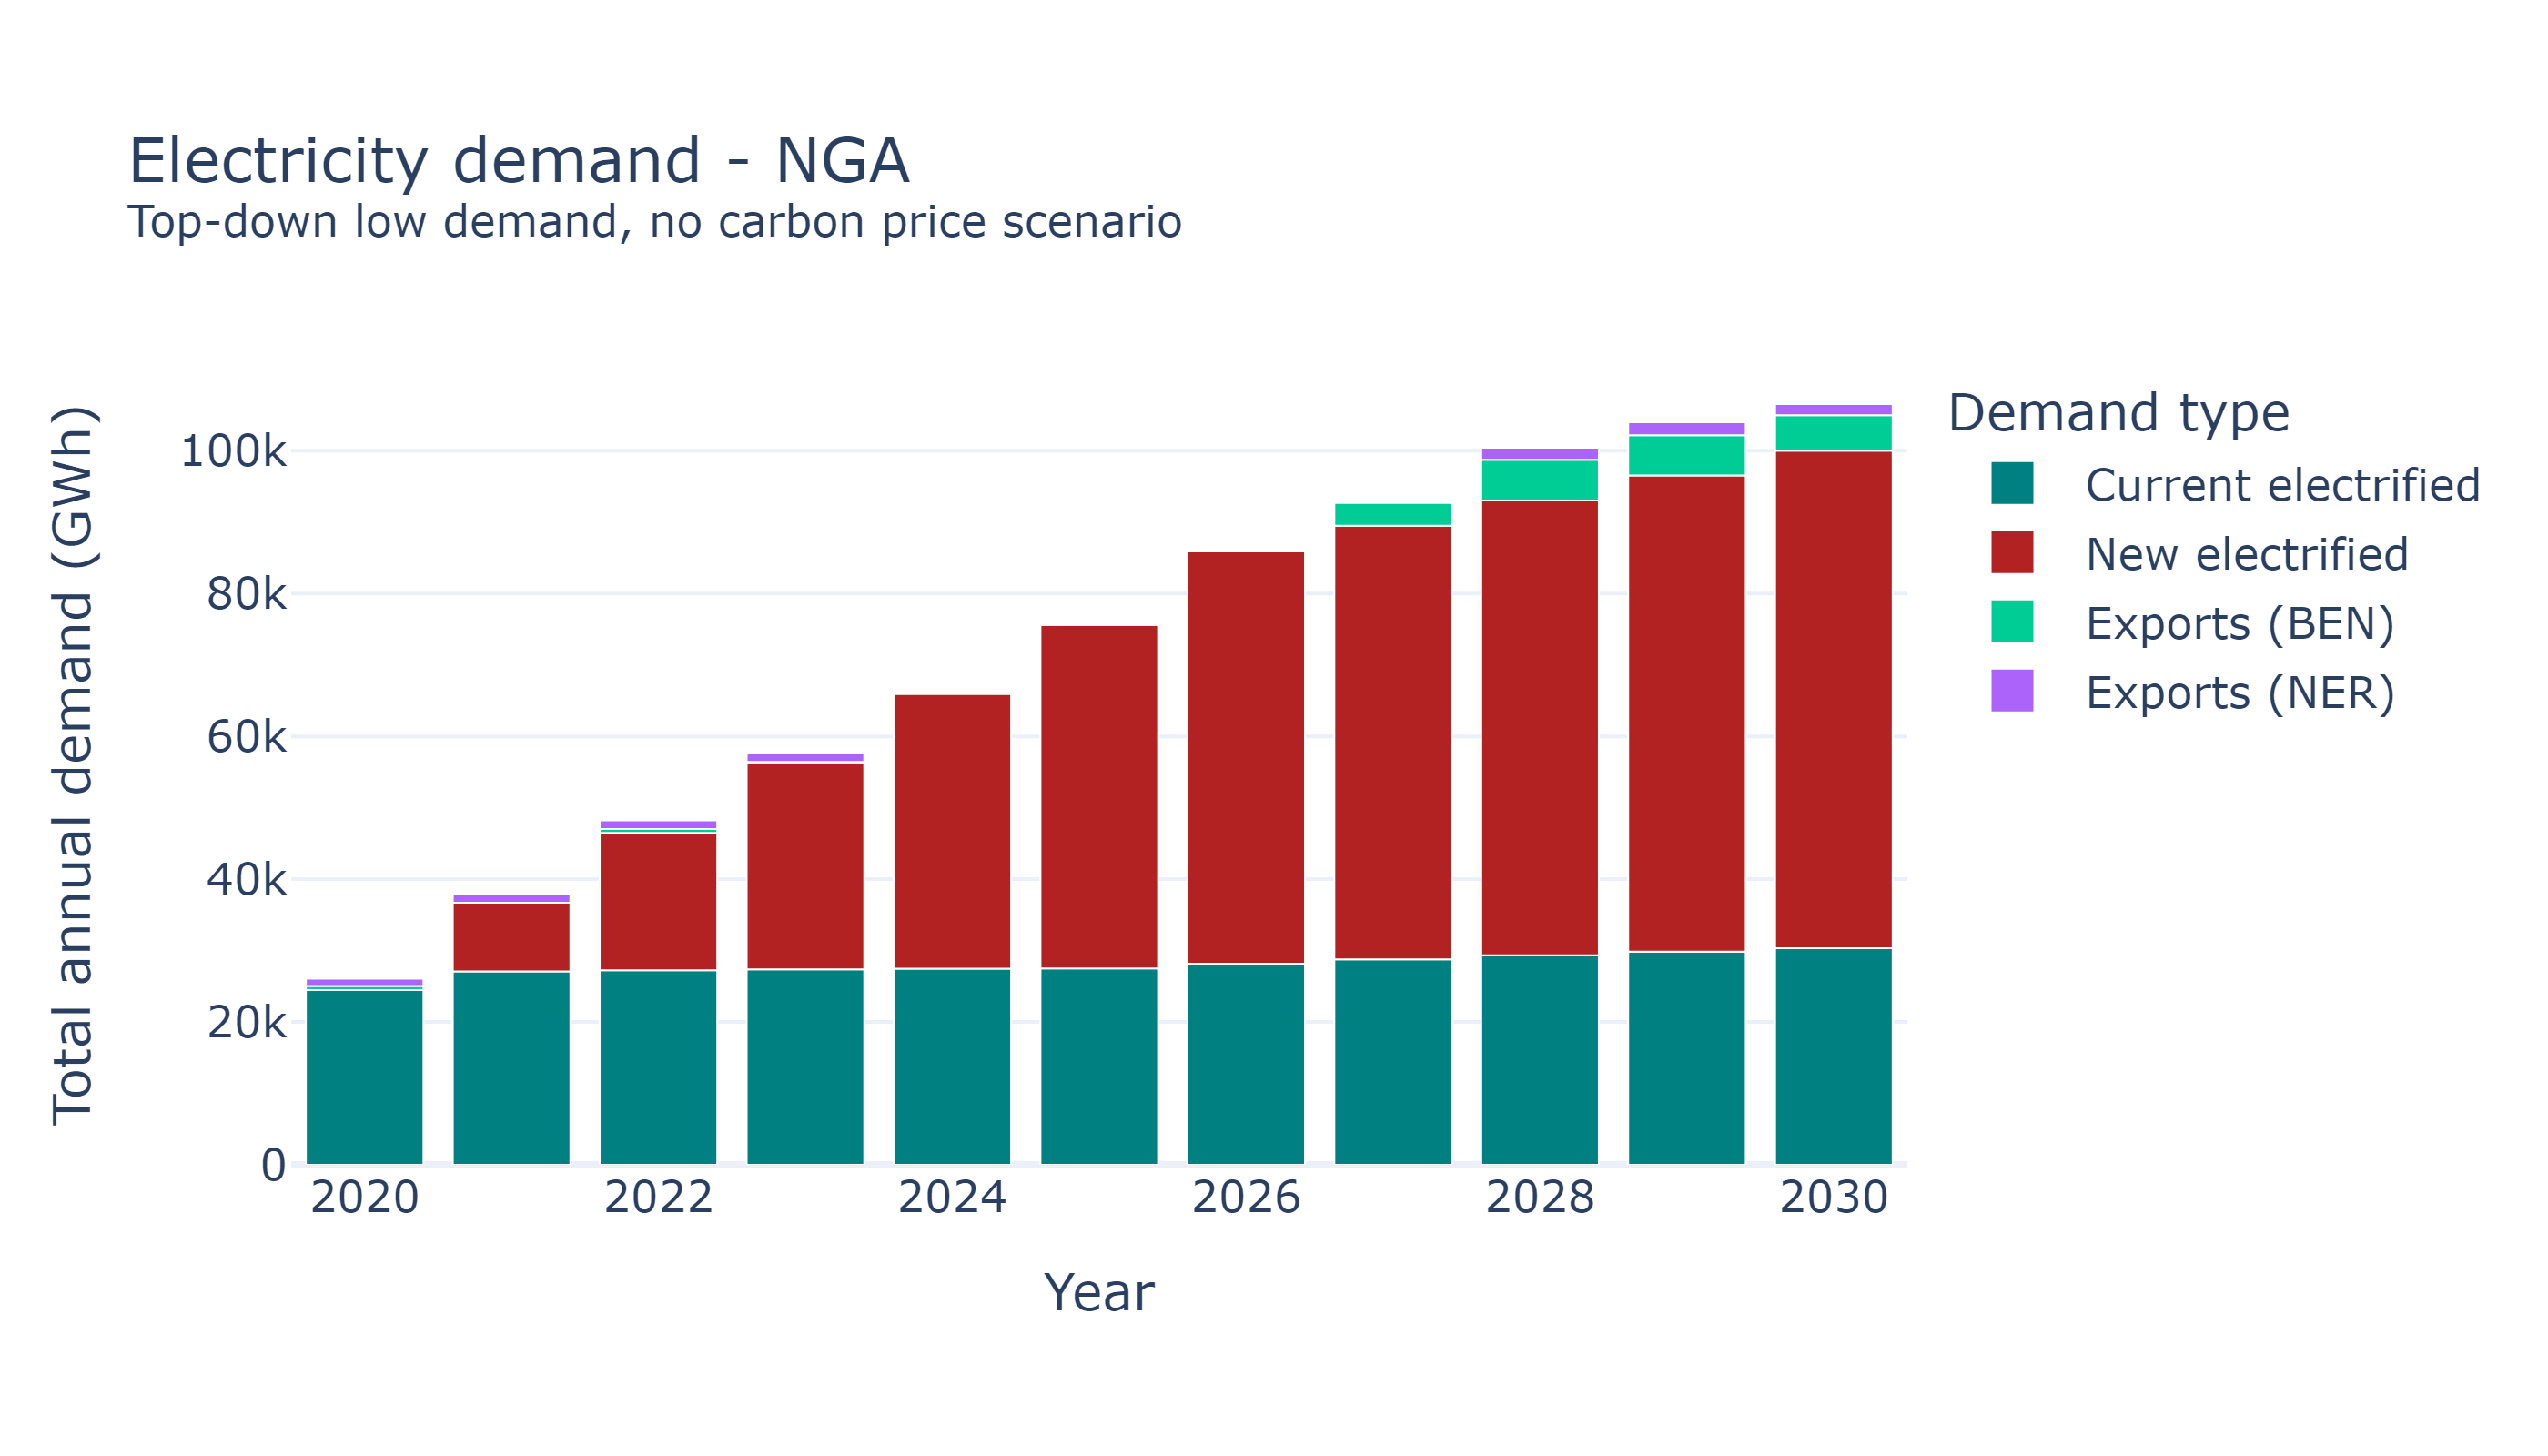 Electricity demand - NGA
Top-down low demand, no carbon price scenario
Total annual demand (GWh)
100k
80k
60k
40k
20k
0
2020
2022
2024
2026
2028
2030
Year
Demand type
Current electrified
New electrified
Exports (BEN)
Exports (NER)